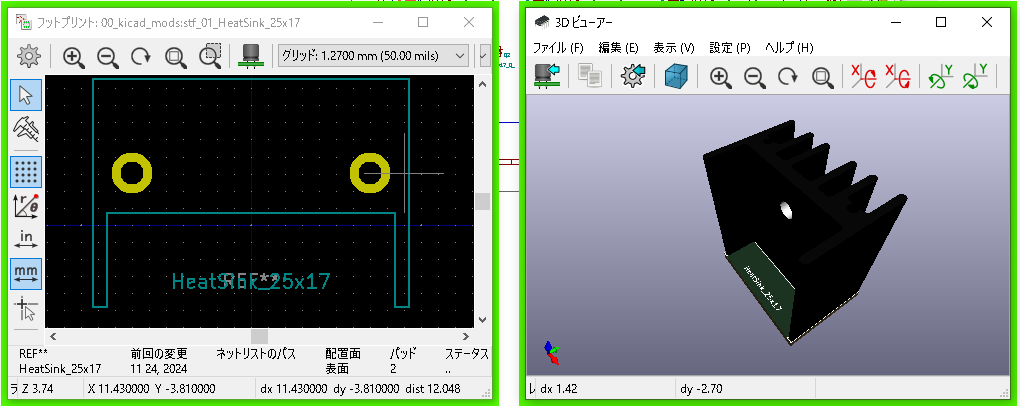 フットプリント: 00_kicad_mods:stf_01_HeatSink_25x17
グリッド: 1.2700 mm (50.00 mils)
r θ
in
mm
REF**
HeatSink_25x17
REF** 前回の変更 ネットリストのパス 配置面 パッド ステータス
HeatSink_25x17 11 24, 2024 表面 2 ..
ラ Z 3.74 X 11.430000 Y -3.810000 dx 11.430000 dy -3.810000 dist 12.048
3D ビューアー
ファイル (F) 編集 (E) 表示 (V) 設定 (P) ヘルプ (H)
X X Y Y
HeatSink_25x17
レ dx 1.42 dy -2.70